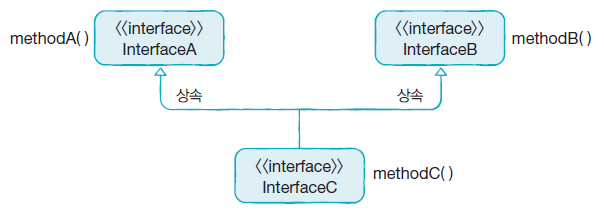 methodA( )
《interface》
InterfaceA
《interface》
InterfaceB
methodB( )
상속
상속
《interface》
InterfaceC
methodC( )